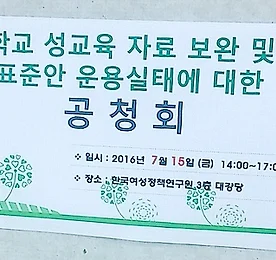 학교 성교육 자료 보완 및
표준안 운용실태에 대한
공청회
일시 : 2016년 7월 15일 (금) 14:00~17:0
장소 : 한국여성정책연구원 3층 대강당